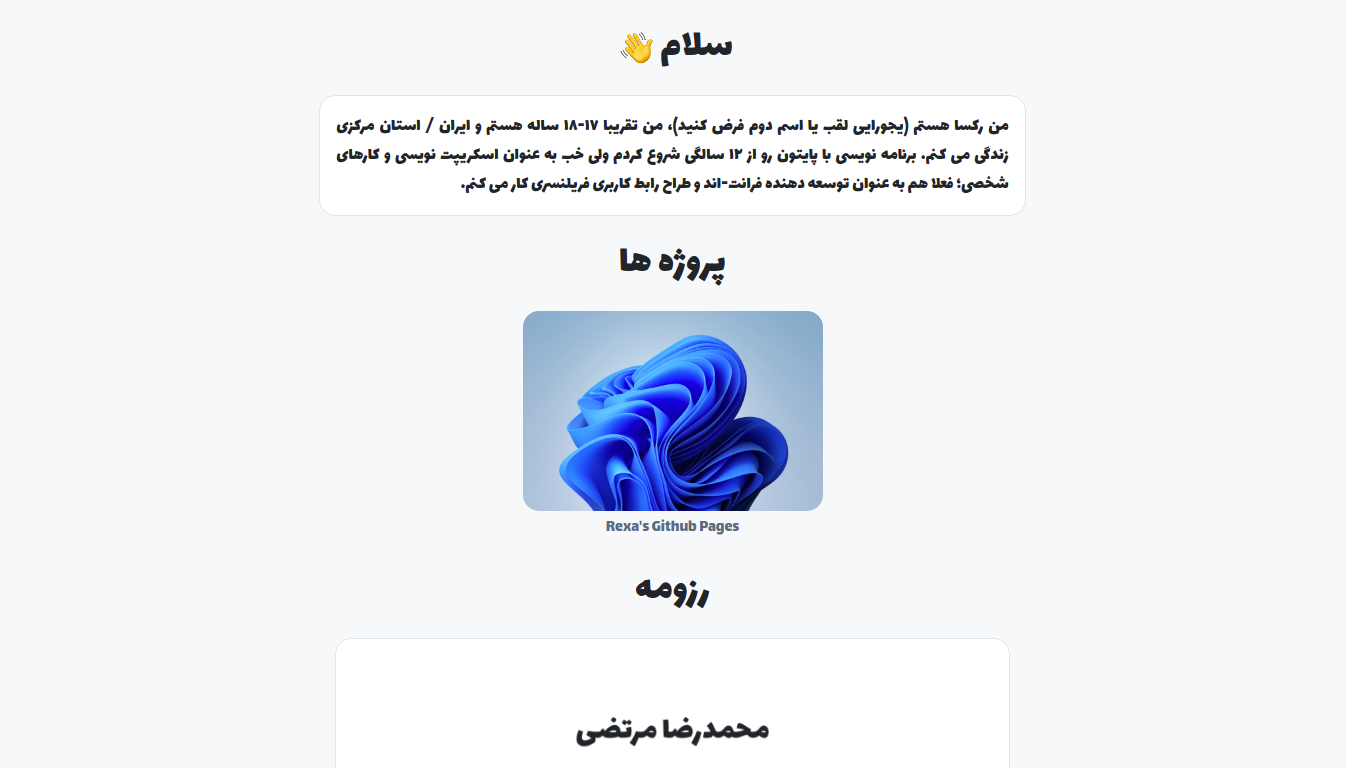 سلام 👋
من رکسا هستم (یجورایی لقب یا اسم دوم فرض کنید)، من تقریبا ۱۷-۱۸ ساله هستم و ایران / استان مرکزی
زندگی می کنم. برنامه نویسی با پایتون رو از ۱۲ سالگی شروع کردم ولی خب به عنوان اسکریپت نویسی و کارهای
شخصی؛ فعلا هم به عنوان توسعه دهنده فرانت-اند و طراح رابط کاربری فریلنسری کار می کنم.
پروژه ها
Rexa's Github Pages
رزومه
محمدرضا مرتضی